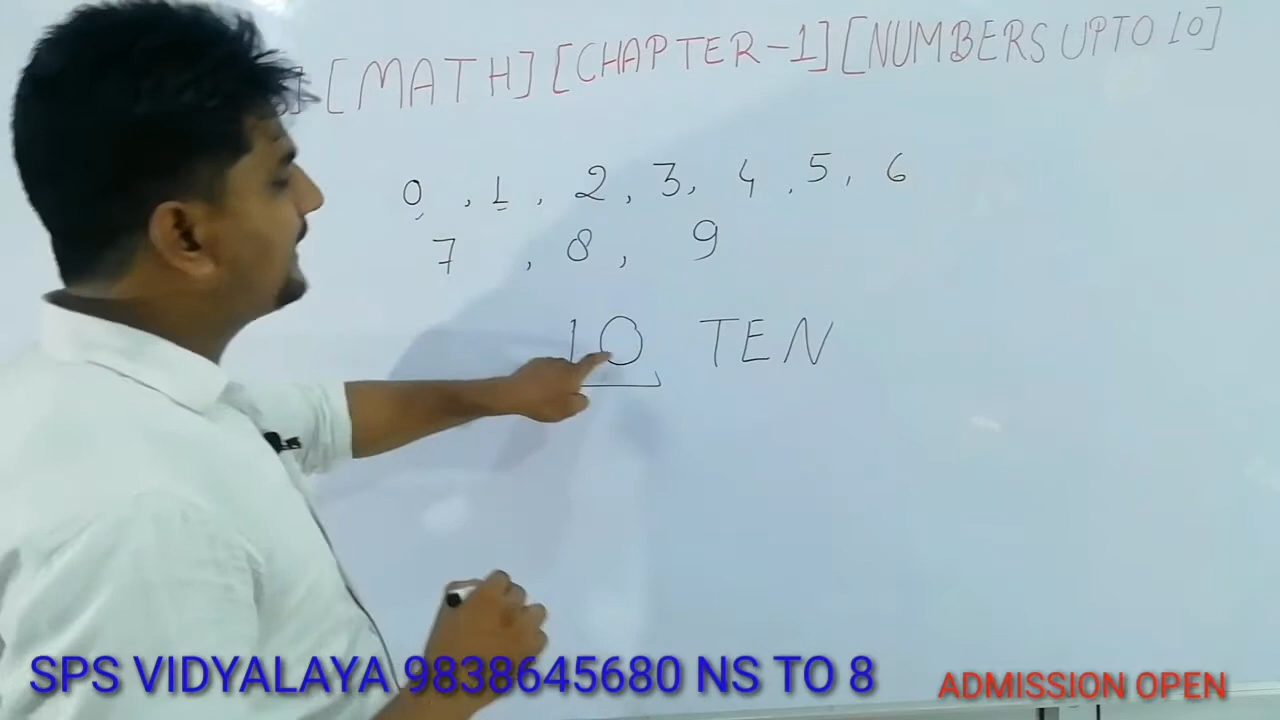 [MATH] [CHAPTER-1] [NUMBERS UPTO 10]
0, 1, 2, 3, 4, 5, 6
7, 8, 9
10 TEN
SPS VIDYALAYA 9838645680 NS TO 8
ADMISSION OPEN